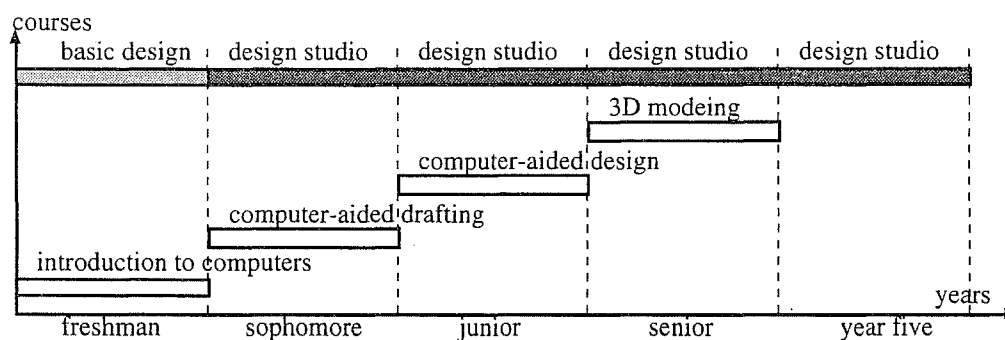 courses
basic design design studio design studio design studio design studio
3D modeing
computer-aided design
computer-aided drafting
introduction to computers
years
freshman sophomore junior senior year five